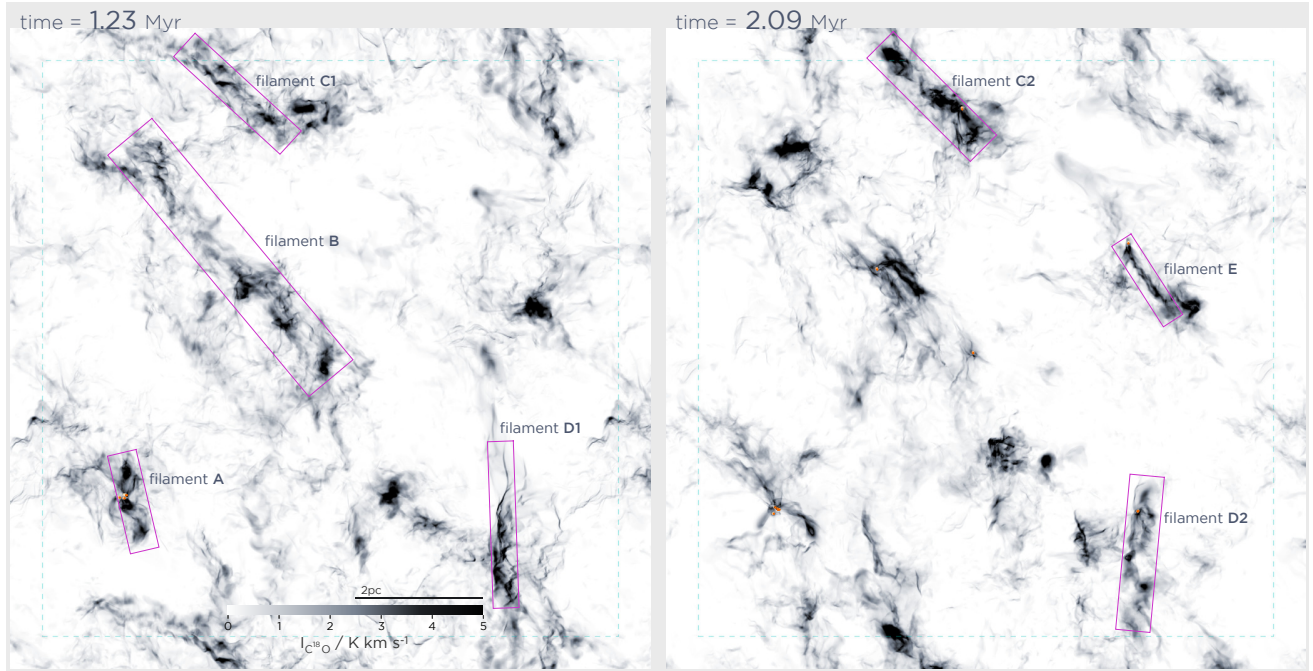 time = 1.23 Myr
time = 2.09 Myr
filament C1
filament C2
filament B
filament E
filament D1
filament A
filament D2
2pc
0 1 2 3 4 5
I_C¹⁸O / K km s⁻¹